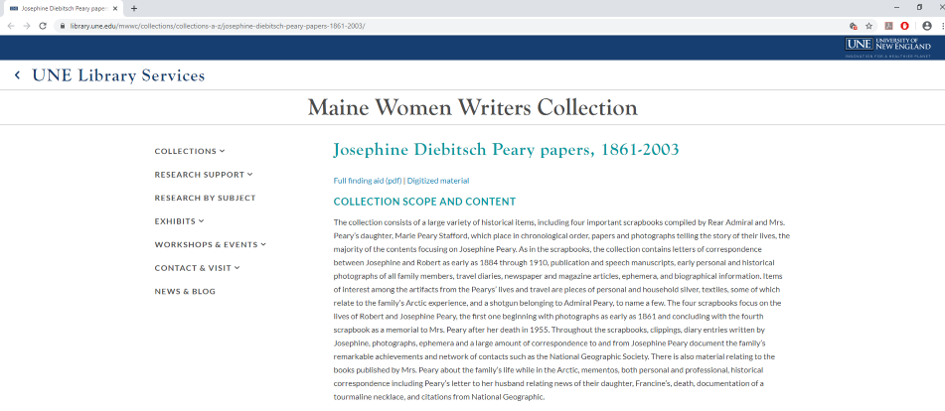 Josephine Diebitsch Peary paper
library.une.edu/mwwc/collections/collections-a-z/josephine-diebitsch-peary-papers-1861-2003/
UNE UNIVERSITY OF
NEW ENGLAND
INNOVATION FOR A HEALTHIER PLANET
UNE Library Services
Maine Women Writers Collection
COLLECTIONS
RESEARCH SUPPORT
RESEARCH BY SUBJECT
EXHIBITS
WORKSHOPS & EVENTS
CONTACT & VISIT
NEWS & BLOG
Josephine Diebitsch Peary papers, 1861-2003
Full finding aid (pdf) | Digitized material
COLLECTION SCOPE AND CONTENT
The collection consists of a large variety of historical items, including four important scrapbooks compiled by Rear Admiral and Mrs.
Peary's daughter, Marie Peary Stafford, which place in chronological order, papers and photographs telling the story of their lives, the
majority of the contents focusing on Josephine Peary. As in the scrapbooks, the collection contains letters of correspondence
between Josephine and Robert as early as 1884 through 1910, publication and speech manuscripts, early personal and historical
photographs of all family members, travel diaries, newspaper and magazine articles, ephemera, and biographical information. Items
of Interest among the artifacts from the Pearys' lives and travel are pieces of personal and household silver, textiles, some of which
relate to the family's Arctic experience, and a shotgun belonging to Admiral Peary, to name a few. The four scrapbooks focus on the
lives of Robert and Josephine Peary, the first one beginning with photographs as early as 1861 and concluding with the fourth
scrapbook as a memorial to Mrs. Peary after her death in 1955. Throughout the scrapbooks, clippings, diary entries written by
Josephine, photographs, ephemera and a large amount of correspondence to and from Josephine Peary document the family's
remarkable achievements and network of contacts such as the National Geographic Society. There is also material relating to the
books published by Mrs. Peary about the family's life while in the Arctic, mementos, both personal and professional, historical
correspondence including Peary's letter to her husband relating news of their daughter, Francine's, death, documentation of a
tourmaline necklace, and citations from National Geographic.